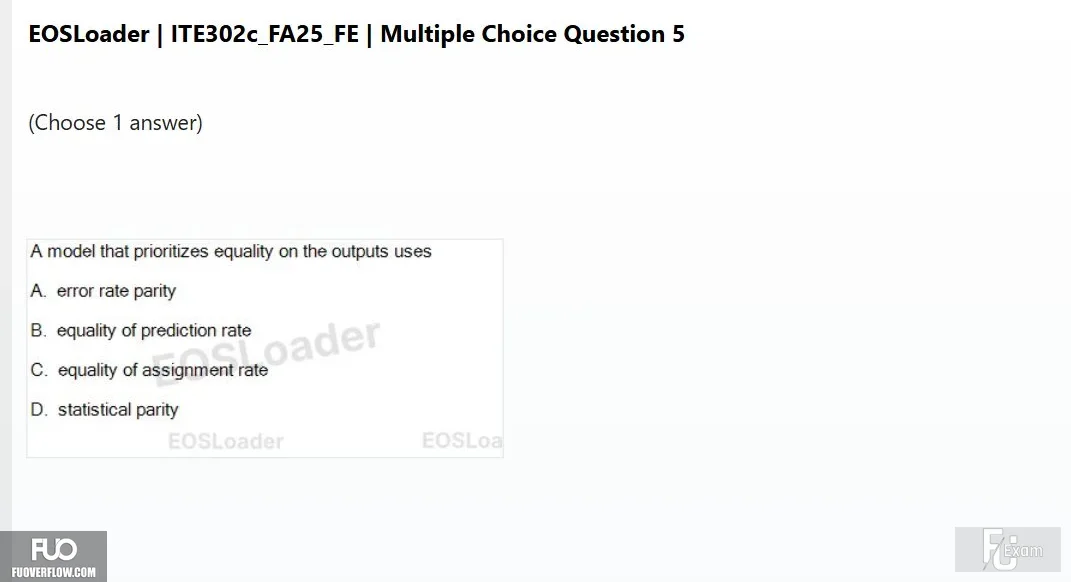 EOSLoader | ITE302c_FA25_FE | Multiple Choice Question 5
(Choose 1 answer)
A model that prioritizes equality on the outputs uses
A. error rate parity
B. equality of prediction rate
C. equality of assignment rate
D. statistical parity
EOSLoader
EOSLoader
EOSLoa
FUO
FUOVERFLOW.COM
FU Exam